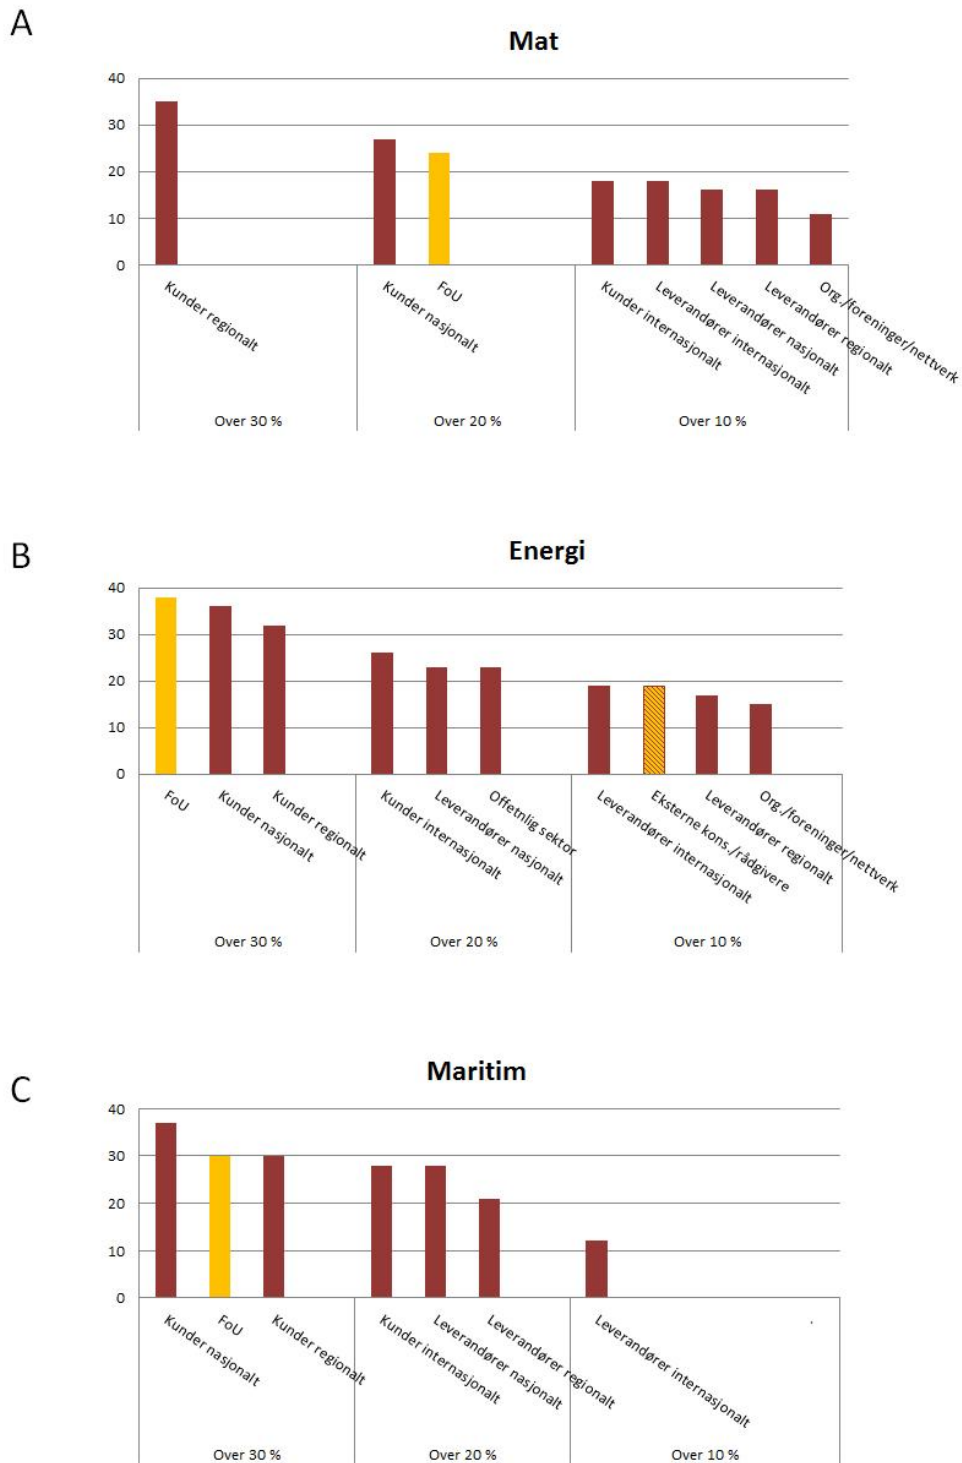 A
Mat
40
30
20
10
0
Kunder regionalt
Kunder nasjonalt
FoU
Kunder internasjonalt
Leverandører internasjonalt
Leverandører nasjonalt
Leverandører regionalt
Org./foreninger/nettverk
Over 30 %
Over 20 %
Over 10 %
B
Energi
40
30
20
10
0
FoU
Kunder nasjonalt
Kunder regionalt
Kunder internasjonalt
Leverandører nasjonalt
Offetnlig sektor
Leverandører internasjonalt
Eksterne kons./rådgivere
Leverandører regionalt
Org./foreninger/nettverk
Over 30 %
Over 20 %
Over 10 %
C
Maritim
40
30
20
10
0
Kunder nasjonalt
FoU
Kunder regionalt
Kunder internasjonalt
Leverandører nasjonalt
Leverandører regionalt
Leverandører internasjonalt
Over 30 %
Over 20 %
Over 10 %